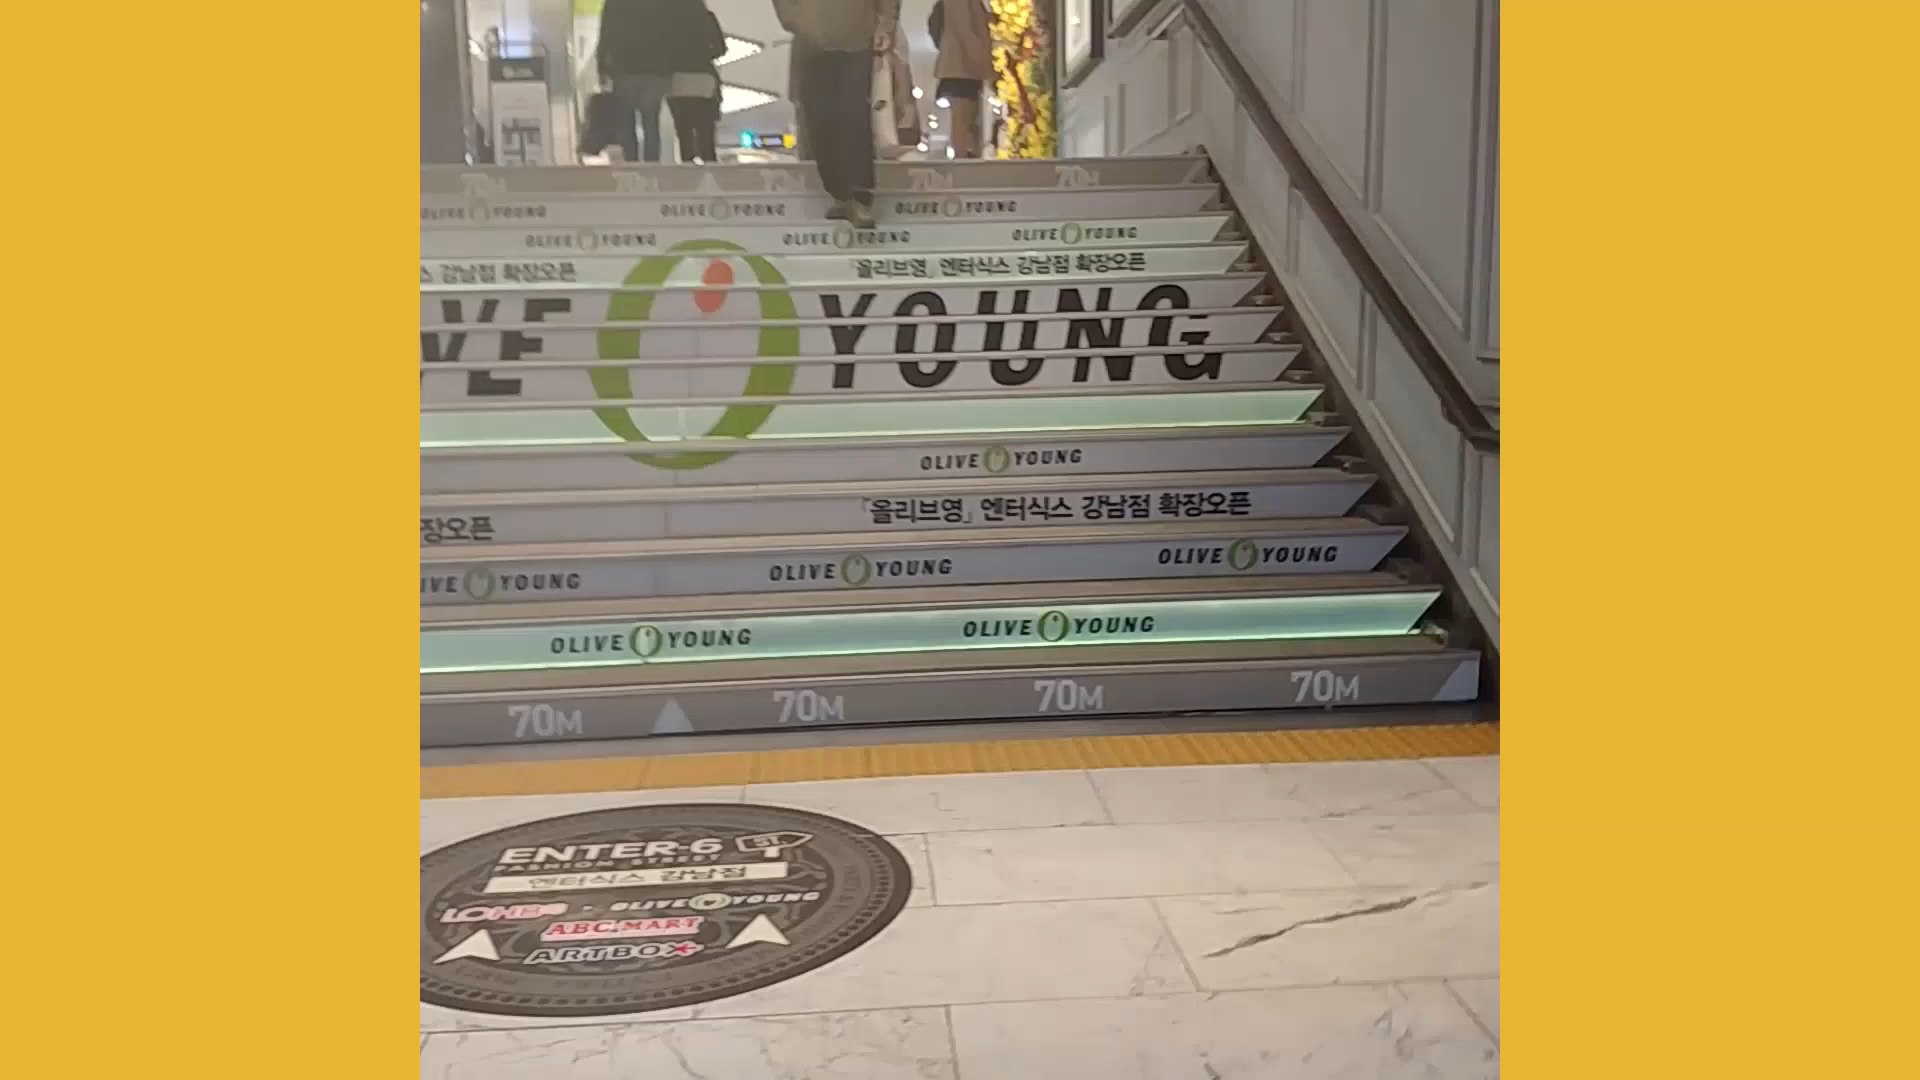 70M 70M 70M 70M 70M
OLIVE YOUNG OLIVE YOUNG OLIVE YOUNG
OLIVE YOUNG OLIVE YOUNG OLIVE YOUNG
스 강남점 확장오픈 「올리브영」 엔터식스 강남점 확장오픈
IVE YOUNG
OLIVE YOUNG
장오픈 「올리브영」 엔터식스 강남점 확장오픈
IVE YOUNG OLIVE YOUNG OLIVE YOUNG
OLIVE YOUNG OLIVE YOUNG
70M 70M 70M 70M
ENTER-6 ST.
FASHION STREET
엔터식스 강남점
LOHBs · OLIVE YOUNG
ABC.MART
ARTBOX